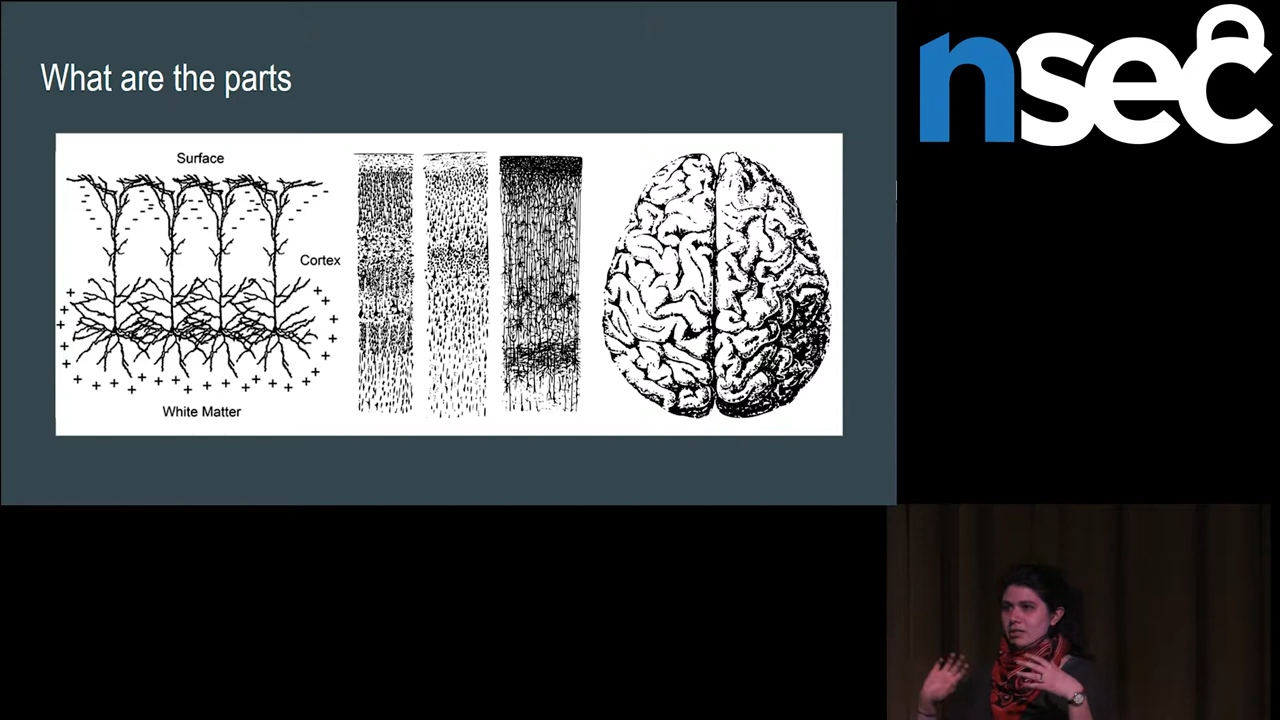 What are the parts
Surface
Cortex
White Matter
nsec